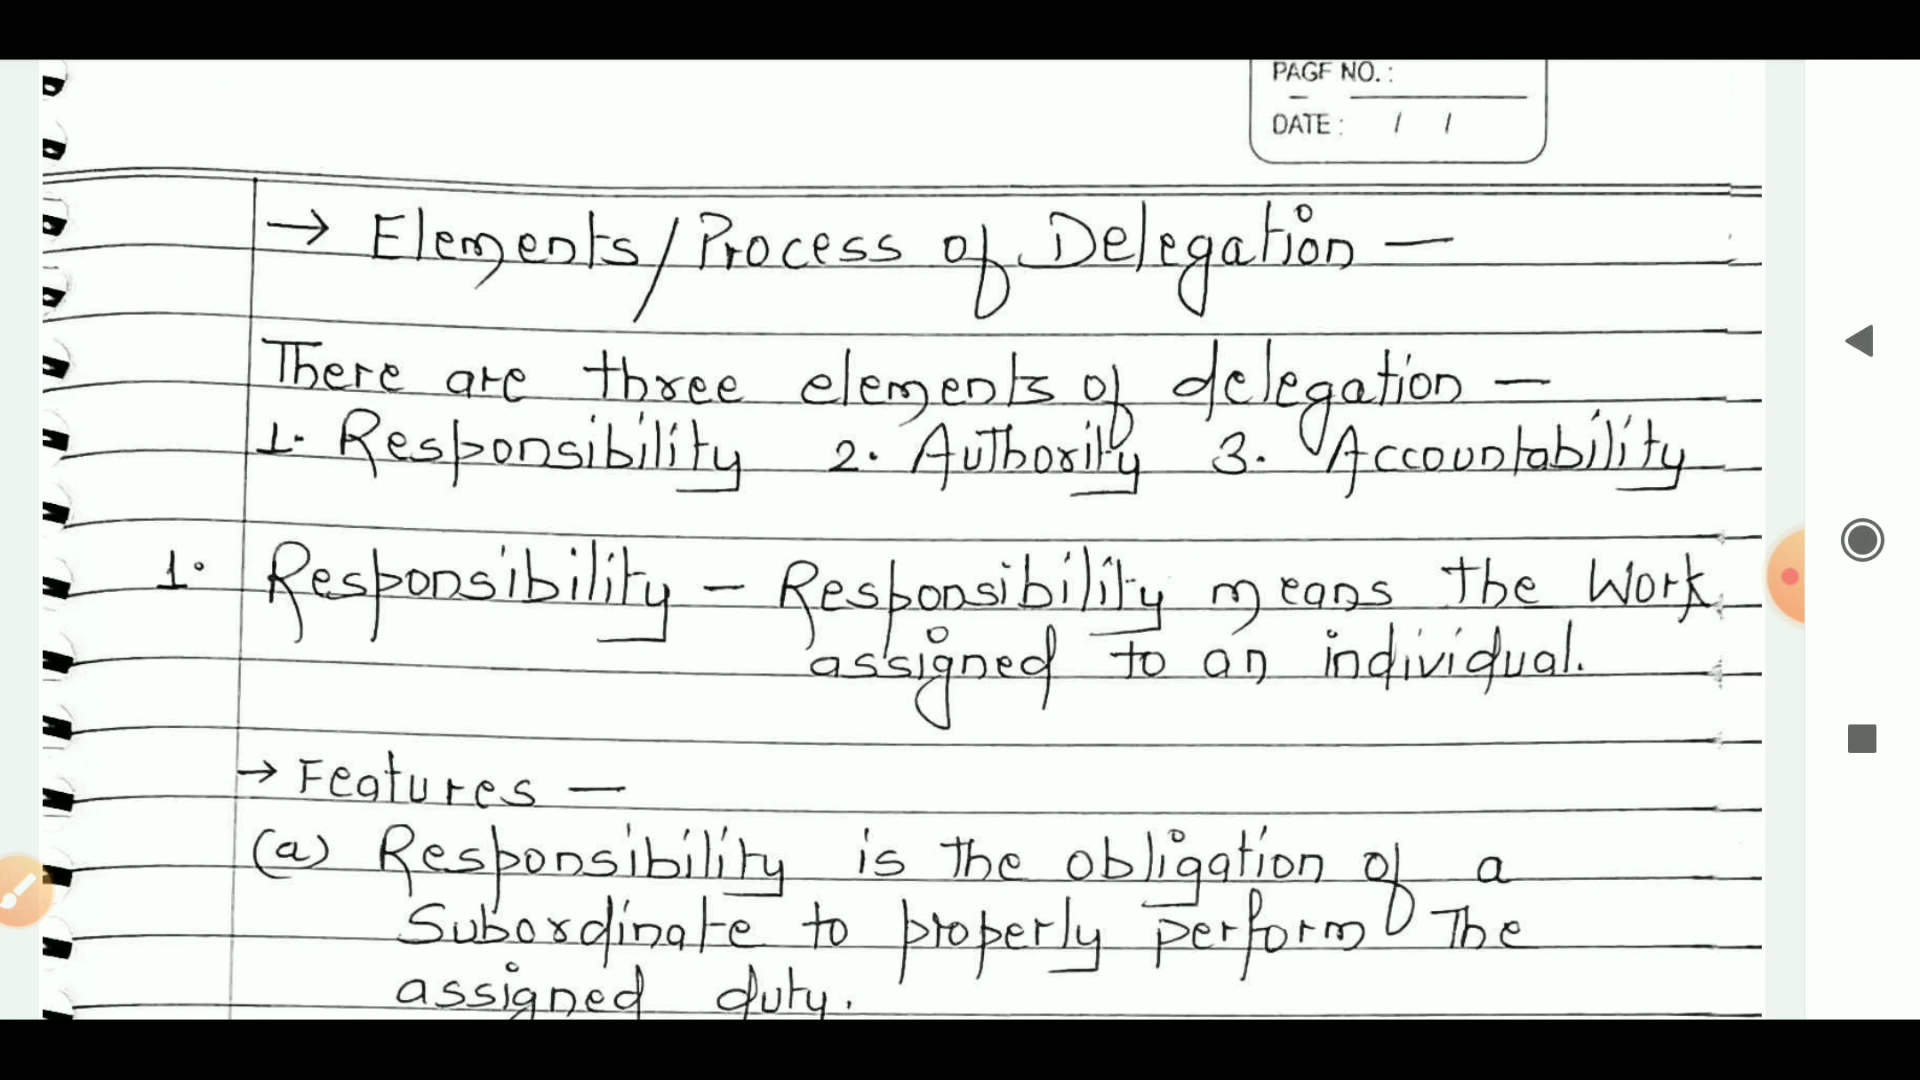 PAGE NO.:
DATE: / /
→ Elements/Process of Delegation —
There are three elements of delegation —
1. Responsibility 2. Authority 3. Accountability
1. Responsibility – Responsibility means the Work
assigned to an individual.
→ Features —
(a) Responsibility is the obligation of a
Subordinate to properly perform The
assigned duty.